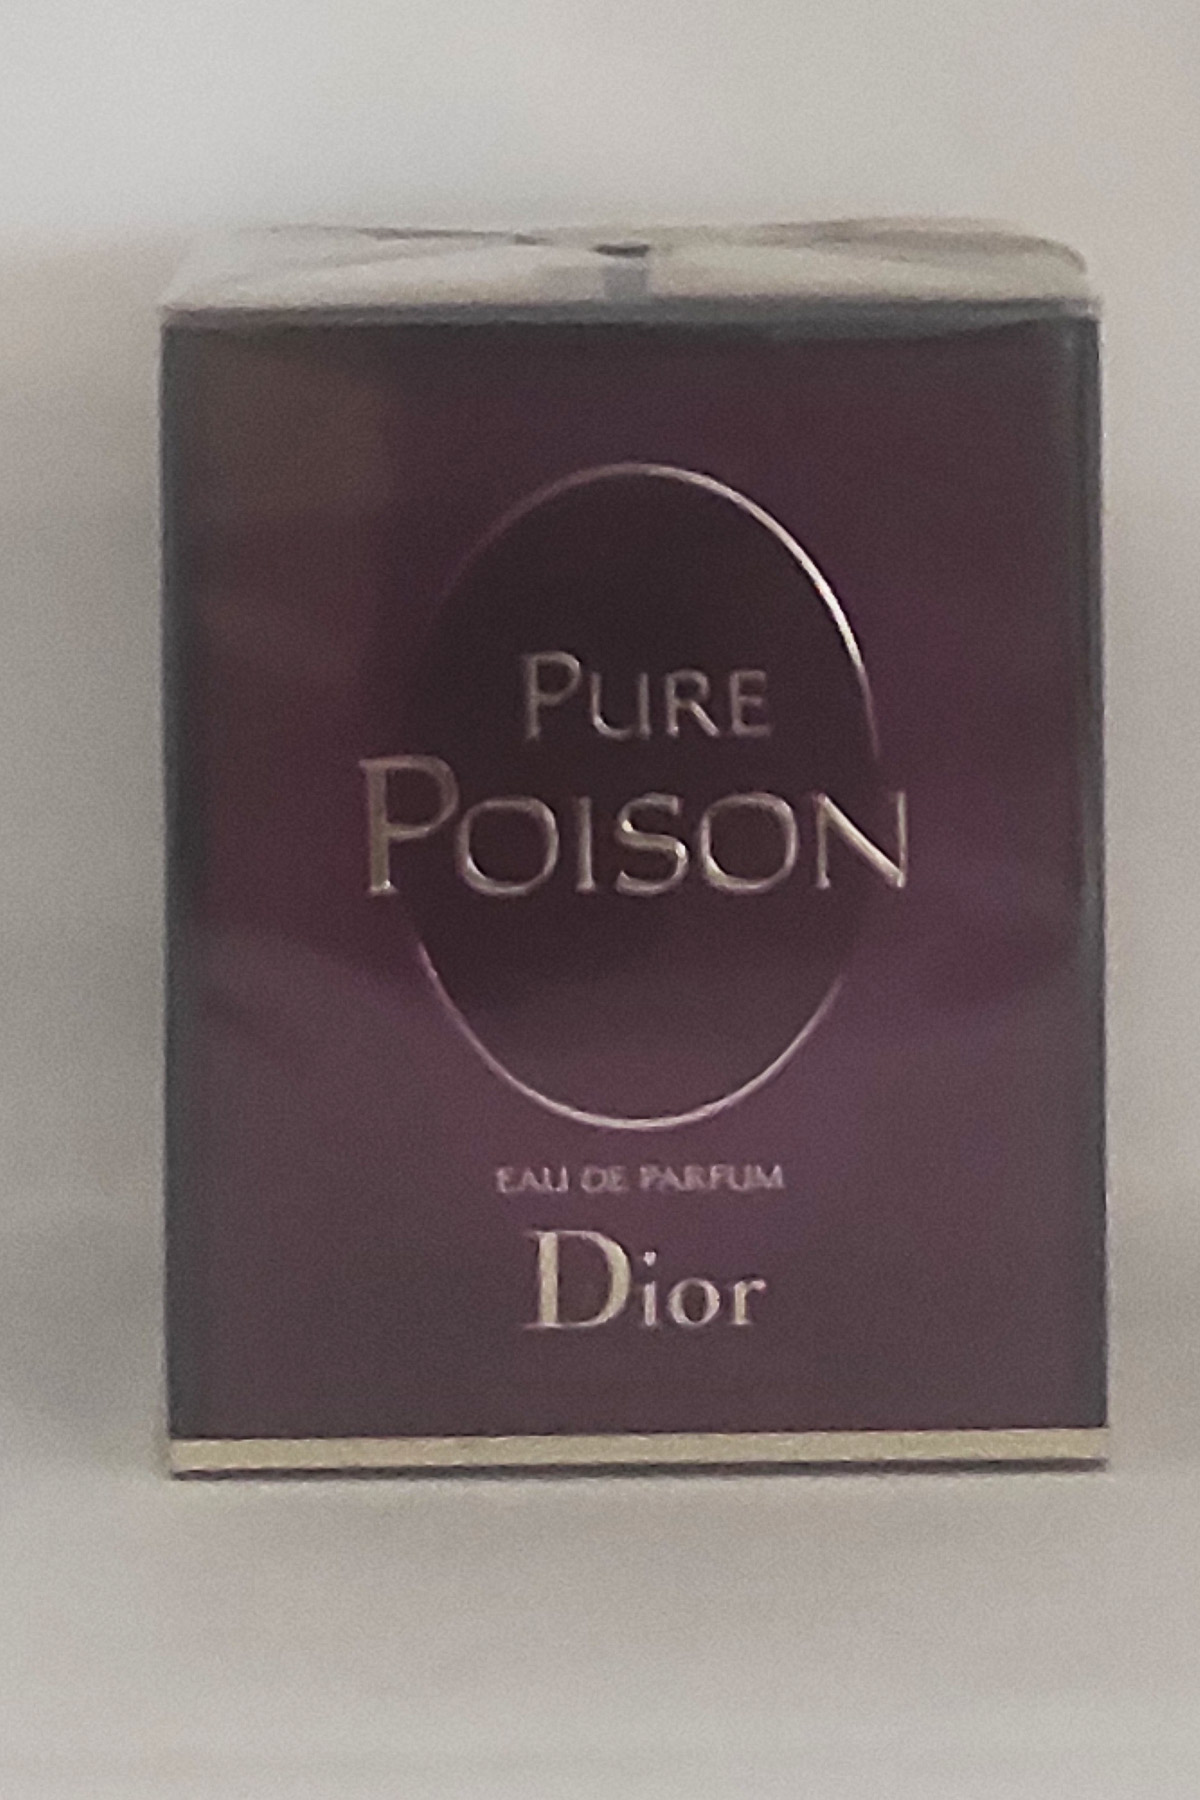 PURE
POISON
EAU DE PARFUM
Dior